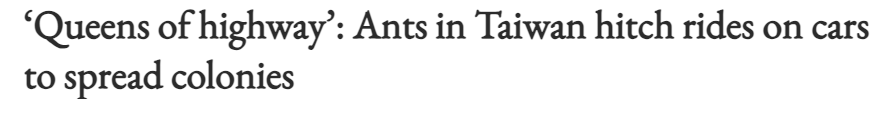 ‘Queens of highway’: Ants in Taiwan hitch rides on cars
to spread colonies